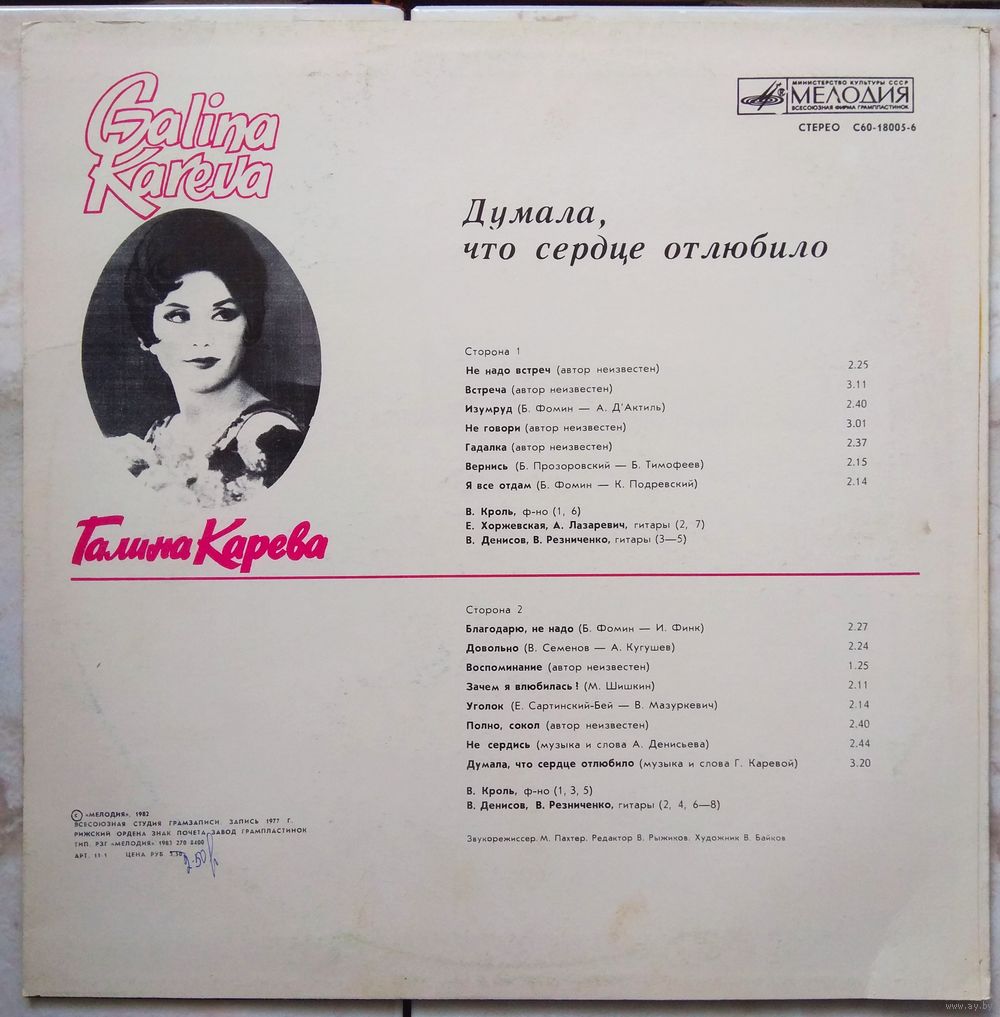 Galina
Kareva
МИНИСТЕРСТВО КУЛЬТУРЫ СССР
МЕЛОДИЯ
ВСЕСОЮЗНАЯ ФИРМА ГРАМПЛАСТИНОК
СТЕРЕО С60-18005-6
Думала,
что сердце отлюбило
Галина Карева
Сторона 1
Не надо встреч (автор неизвестен) 2.25
Встреча (автор неизвестен) 3.11
Изумруд (Б. Фомин — А. Д'Актиль) 2.40
Не говори (автор неизвестен) 3.01
Гадалка (автор неизвестен) 2.37
Вернись (Б. Прозоровский — Б. Тимофеев) 2.15
Я все отдам (Б. Фомин — К. Подревский) 2.14
В. Кроль, ф-но (1, 6)
Е. Хоржевская, А. Лазаревич, гитары (2, 7)
В. Денисов, В. Резниченко, гитары (3—5)
Сторона 2
Благодарю, не надо (Б. Фомин — И. Финк) 2.27
Довольно (В. Семенов — А. Кугушев) 2.24
Воспоминание (автор неизвестен) 1.25
Зачем я влюбилась! (М. Шишкин) 2.11
Уголок (Е. Сартинский-Бей — В. Мазуркевич) 2.14
Полно, сокол (автор неизвестен) 2.40
Не сердись (музыка и слова А. Денисьева) 2.44
Думала, что сердце отлюбило (музыка и слова Г. Каревой) 3.20
В. Кроль, ф-но (1, 3, 5)
В. Денисов, В. Резниченко, гитары (2, 4, 6—8)
Звукорежиссер М. Пахтер. Редактор В. Рыжиков. Художник В. Байков
© «МЕЛОДИЯ», 1982
ВСЕСОЮЗНАЯ СТУДИЯ ГРАМЗАПИСИ. ЗАПИСЬ 1977 Г.
РИЖСКИЙ ОРДЕНА ЗНАК ПОЧЕТА ЗАВОД ГРАМПЛАСТИНОК
ТИП. РЗГ «МЕЛОДИЯ» 1983 270 8400
АРТ. 11-1 ЦЕНА РУБ
2-50
www.ay.by